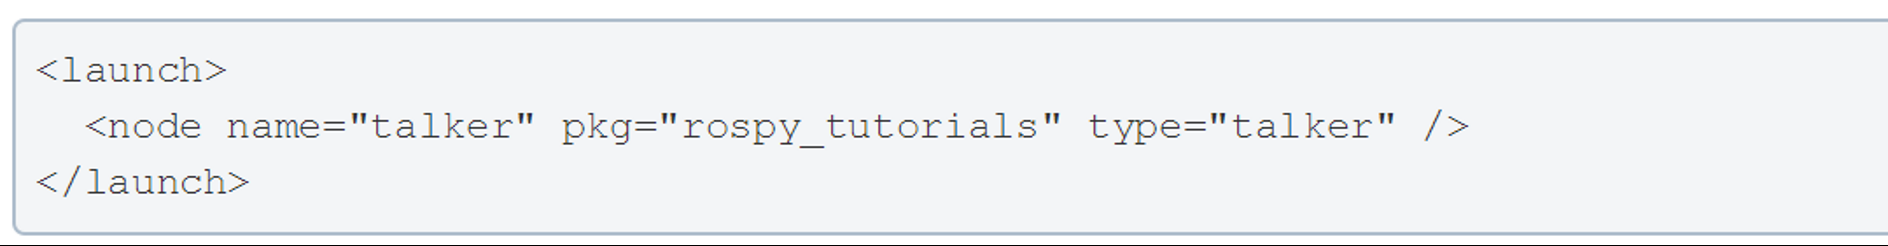 <launch>
  <node name="talker" pkg="rospy_tutorials" type="talker" />
</launch>